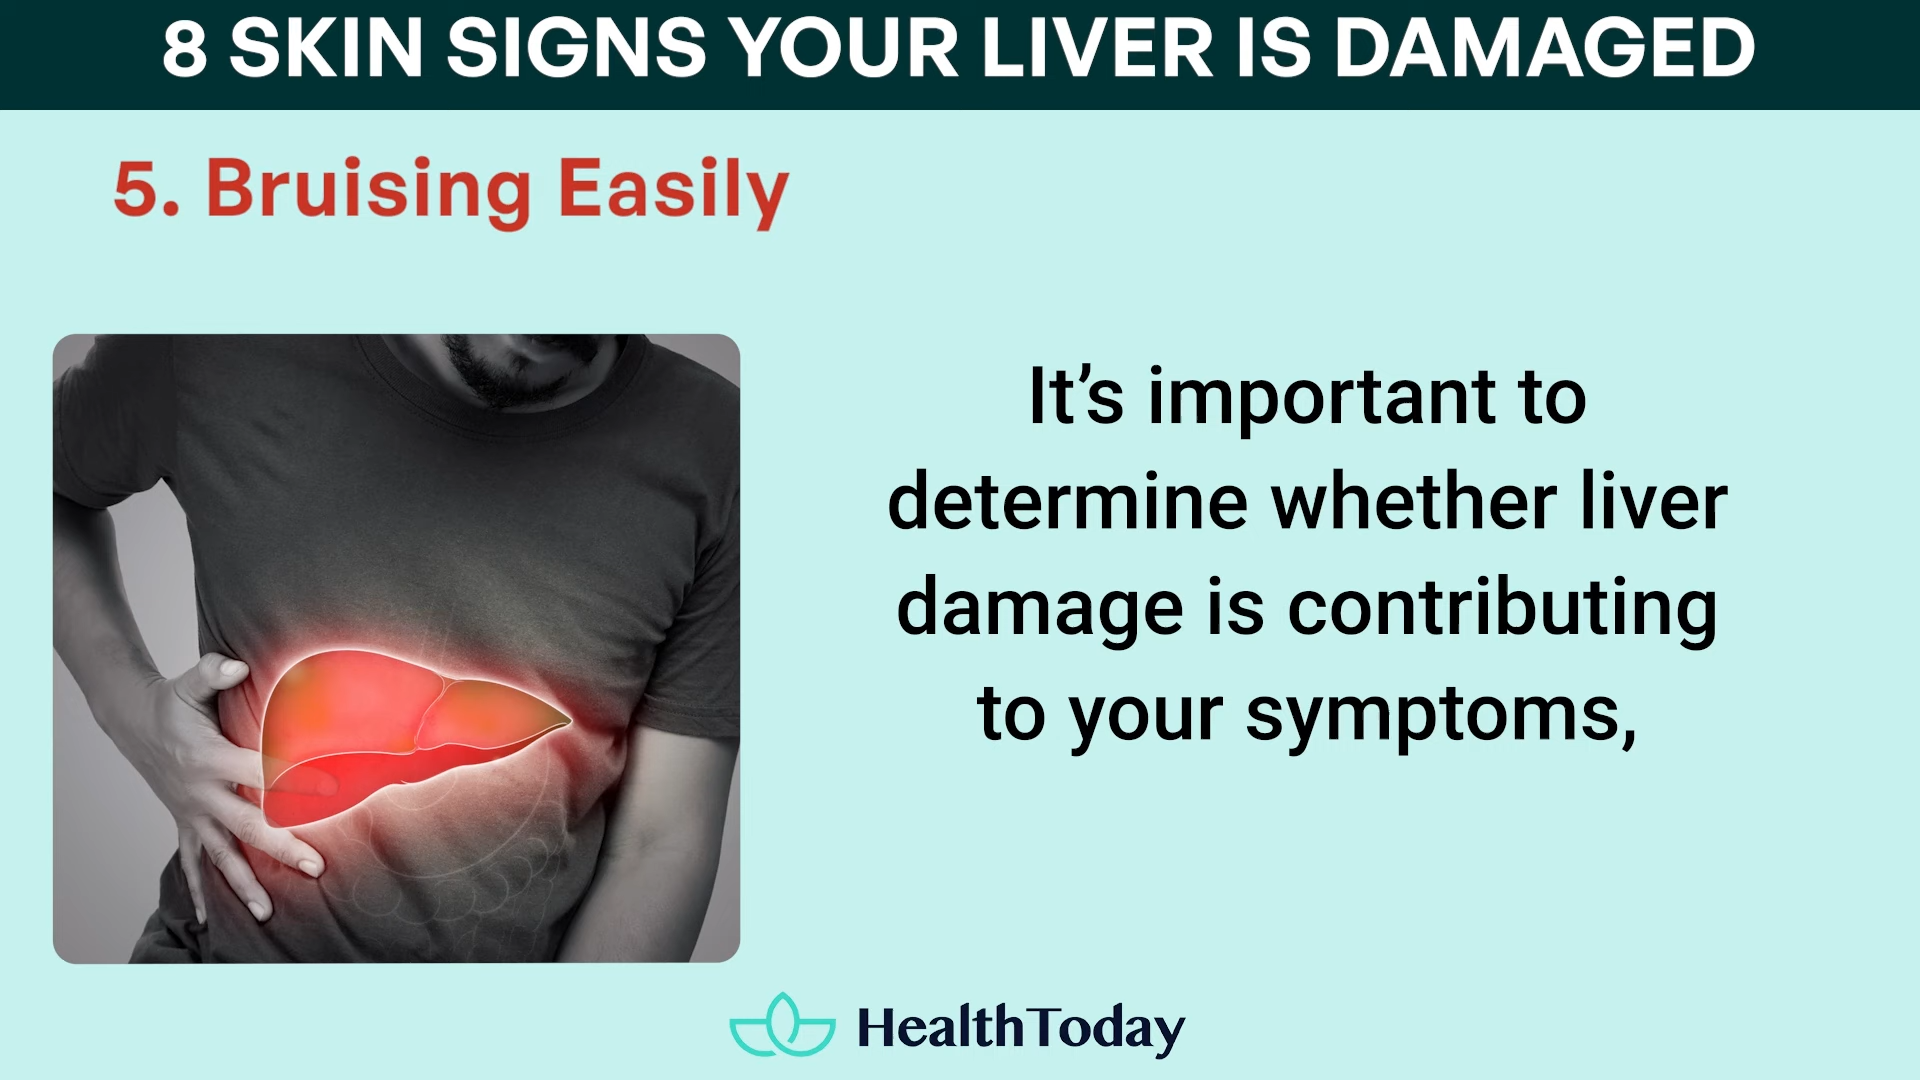 8 SKIN SIGNS YOUR LIVER IS DAMAGED
5. Bruising Easily
It’s important to
determine whether liver
damage is contributing
to your symptoms,
HealthToday